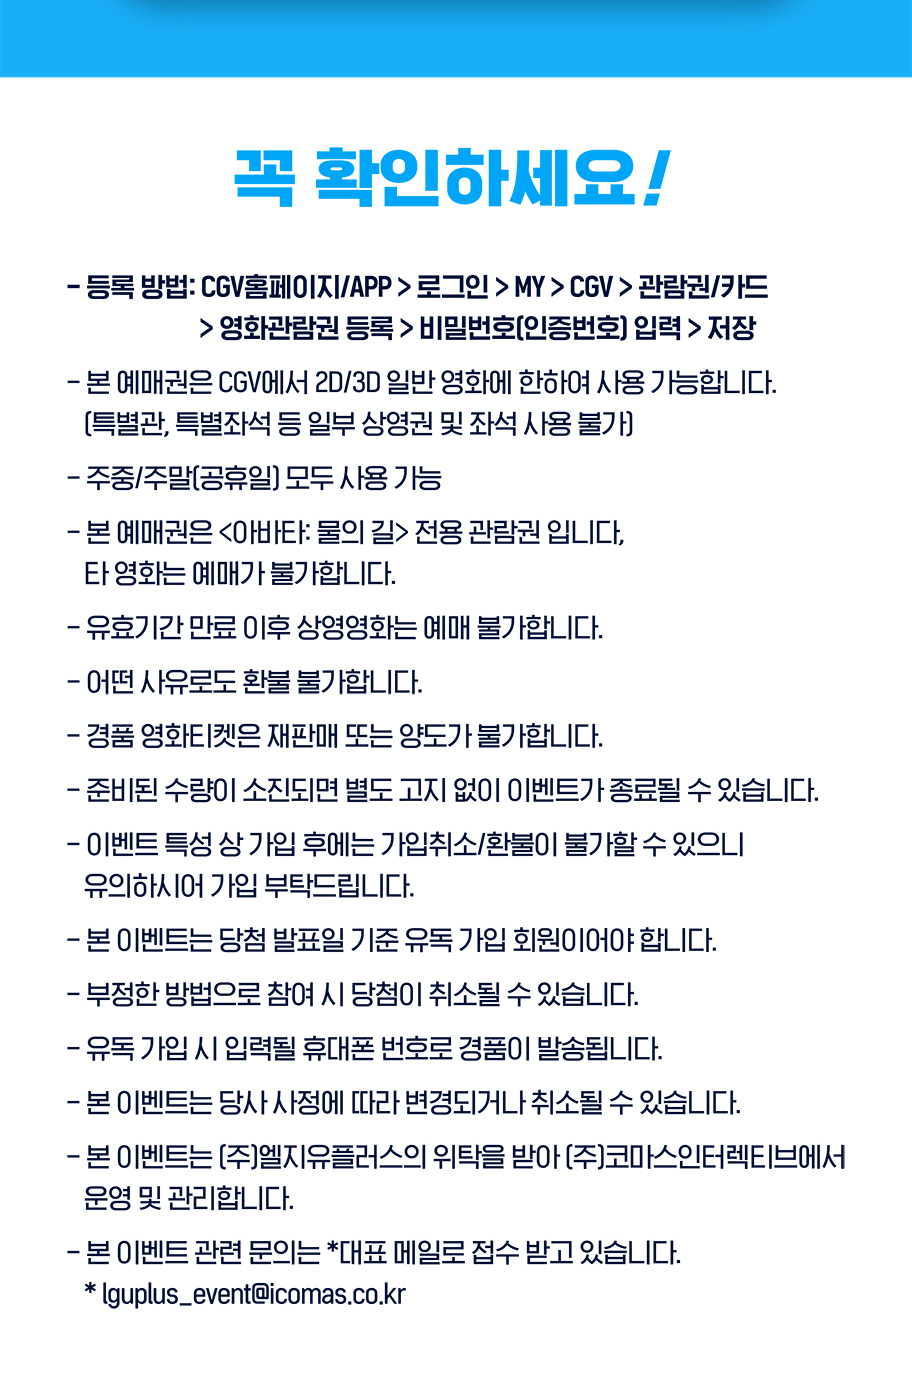 꼭 확인하세요!
- 등록 방법: CGV홈페이지/APP > 로그인 > MY > CGV > 관람권/카드
> 영화관람권 등록 > 비밀번호(인증번호) 입력 > 저장
- 본 예매권은 CGV에서 2D/3D 일반 영화에 한하여 사용 가능합니다.
(특별관, 특별좌석 등 일부 상영권 및 좌석 사용 불가)
- 주중/주말(공휴일) 모두 사용 가능
- 본 예매권은 <아바타: 물의 길> 전용 관람권 입니다,
타 영화는 예매가 불가합니다.
- 유효기간 만료 이후 상영영화는 예매 불가합니다.
- 어떤 사유로도 환불 불가합니다.
- 경품 영화티켓은 재판매 또는 양도가 불가합니다.
- 준비된 수량이 소진되면 별도 고지 없이 이벤트가 종료될 수 있습니다.
- 이벤트 특성 상 가입 후에는 가입취소/환불이 불가할 수 있으니
유의하시어 가입 부탁드립니다.
- 본 이벤트는 당첨 발표일 기준 유독 가입 회원이어야 합니다.
- 부정한 방법으로 참여 시 당첨이 취소될 수 있습니다.
- 유독 가입 시 입력될 휴대폰 번호로 경품이 발송됩니다.
- 본 이벤트는 당사 사정에 따라 변경되거나 취소될 수 있습니다.
- 본 이벤트는 (주)엘지유플러스의 위탁을 받아 (주)코마스인터렉티브에서
운영 및 관리합니다.
- 본 이벤트 관련 문의는 *대표 메일로 접수 받고 있습니다.
* lguplus_event@icomas.co.kr